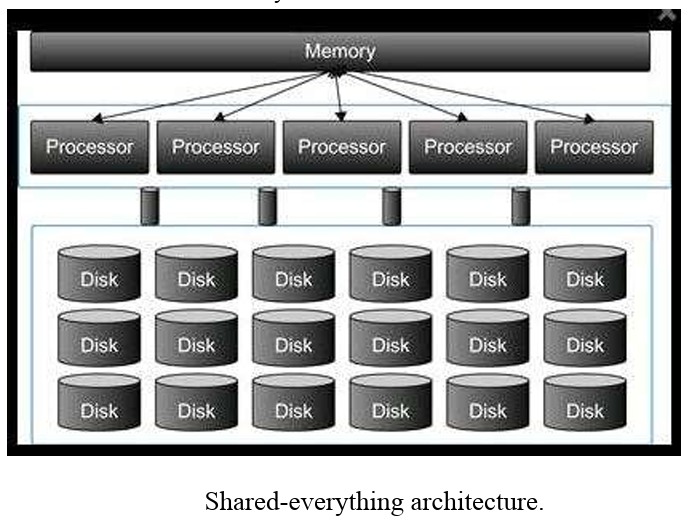 Memory
Processor Processor Processor Processor Processor
Disk Disk Disk Disk Disk Disk
Disk Disk Disk Disk Disk Disk
Disk Disk Disk Disk Disk Disk
Shared-everything architecture.